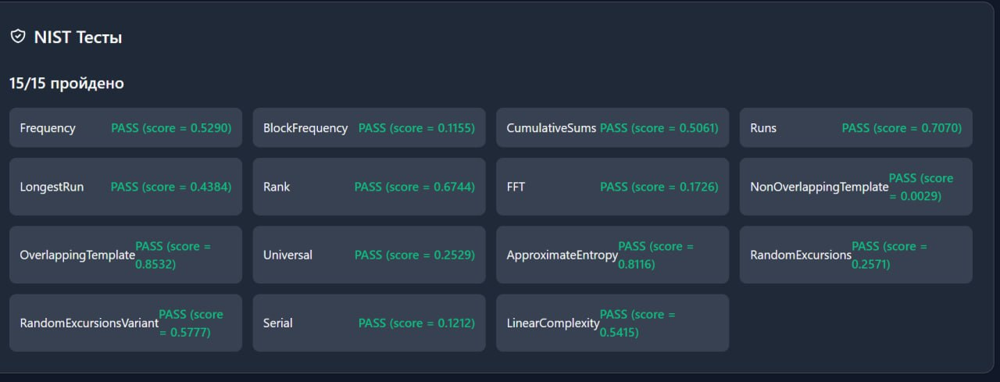 NIST Тесты
15/15 пройдено
Frequency PASS (score = 0.5290)
BlockFrequency PASS (score = 0.1155)
CumulativeSums PASS (score = 0.5061)
Runs PASS (score = 0.7070)
LongestRun PASS (score = 0.4384)
Rank PASS (score = 0.6744)
FFT PASS (score = 0.1726)
NonOverlappingTemplate PASS (score
= 0.0029)
OverlappingTemplate PASS (score =
0.8532)
Universal PASS (score = 0.2529)
ApproximateEntropy PASS (score =
0.8116)
RandomExcursions PASS (score =
0.2571)
RandomExcursionsVariant PASS (score
= 0.5777)
Serial PASS (score = 0.1212)
LinearComplexity PASS (score =
0.5415)